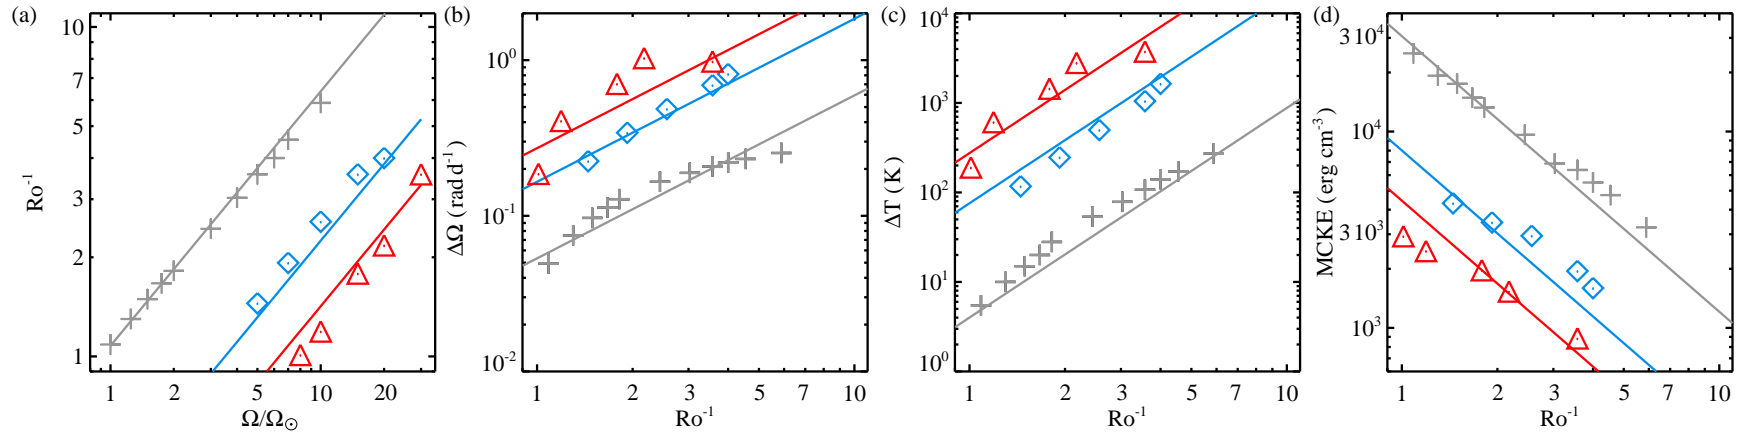 (a)
Ro⁻¹
10
7
5
3
2
1
1 2 5 10 20
Ω/Ω☉
(b)
ΔΩ (rad d⁻¹)
10⁰
10⁻¹
10⁻²
1 2 3 5 7 10
Ro⁻¹
(c)
ΔT (K)
10⁴
10³
10²
10¹
10⁰
1 2 3 5 7 10
Ro⁻¹
(d)
MCKE (erg cm⁻³)
3 10⁴
10⁴
3 10³
10³
1 2 3 5 7 10
Ro⁻¹